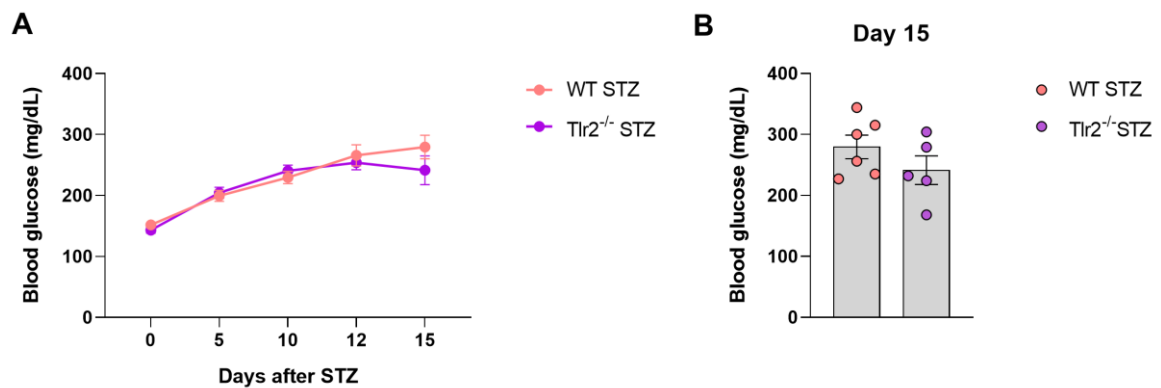 A
400
300
200
100
0
Blood glucose (mg/dL)
0 5 10 12 15
Days after STZ
WT STZ
Tlr2-/- STZ
B
Day 15
400
300
200
100
0
Blood glucose (mg/dL)
WT STZ
Tlr2-/-STZ